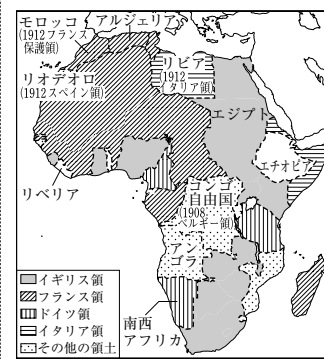 モロッコ
(1912フランス
保護領)
アルジェリア
リオデオロ
(1912スペイン領)
リビア
(1912
イタリア領)
エジプト
エチオピア
リベリア
コンゴ
自由国
(1908
ベルギー領)
アン
ゴラ
南西
アフリカ
イギリス領
フランス領
ドイツ領
イタリア領
その他の領土